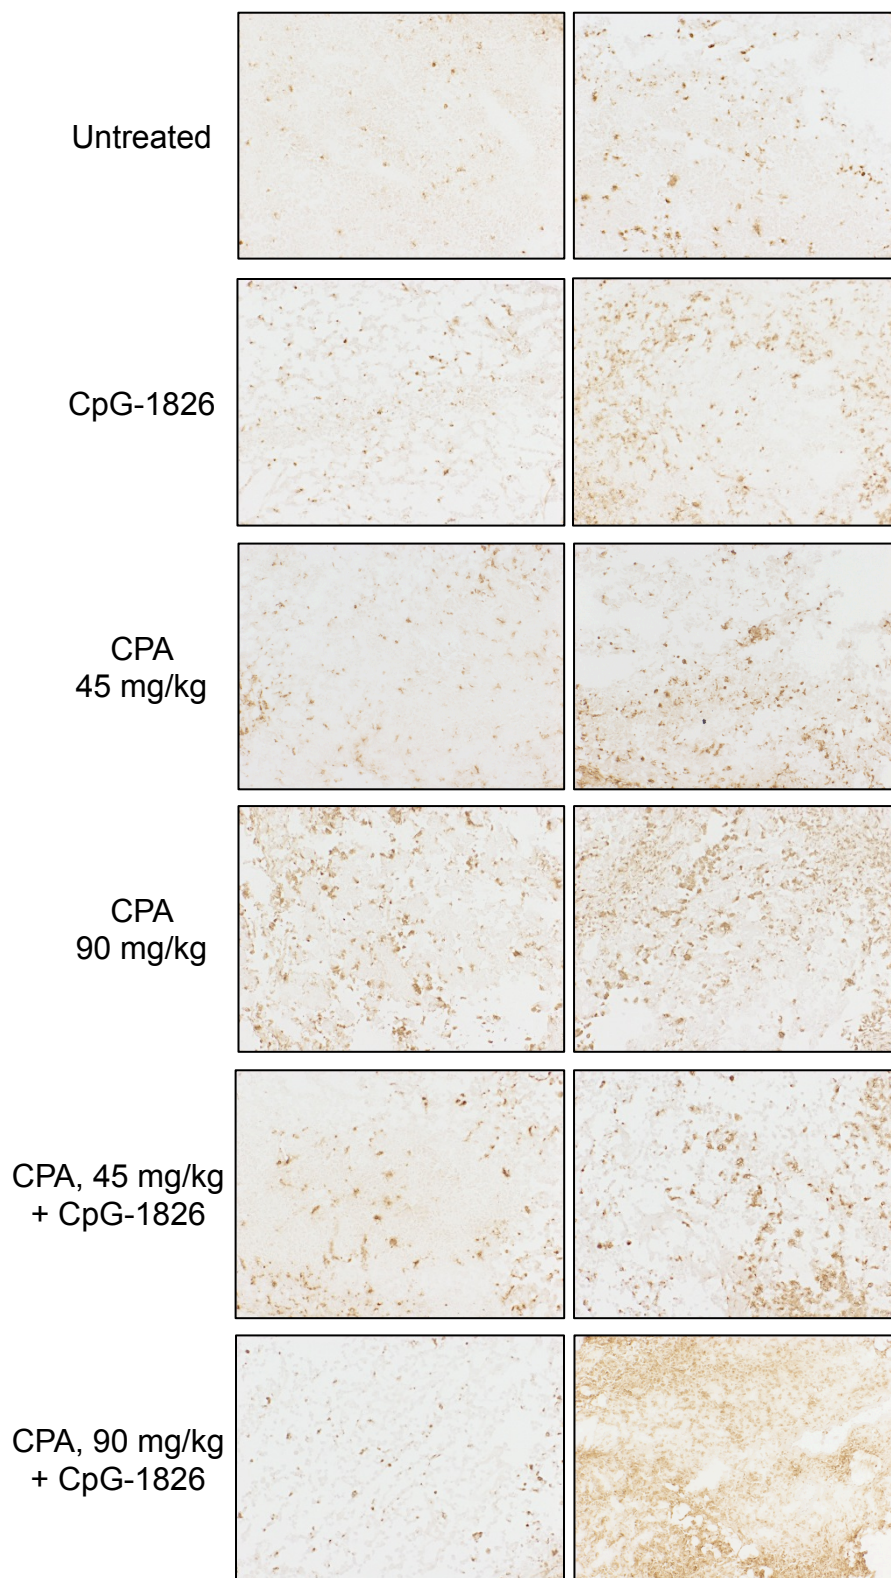 Untreated
CpG-1826
CPA
45 mg/kg
CPA
90 mg/kg
CPA, 45 mg/kg
+ CpG-1826
CPA, 90 mg/kg
+ CpG-1826